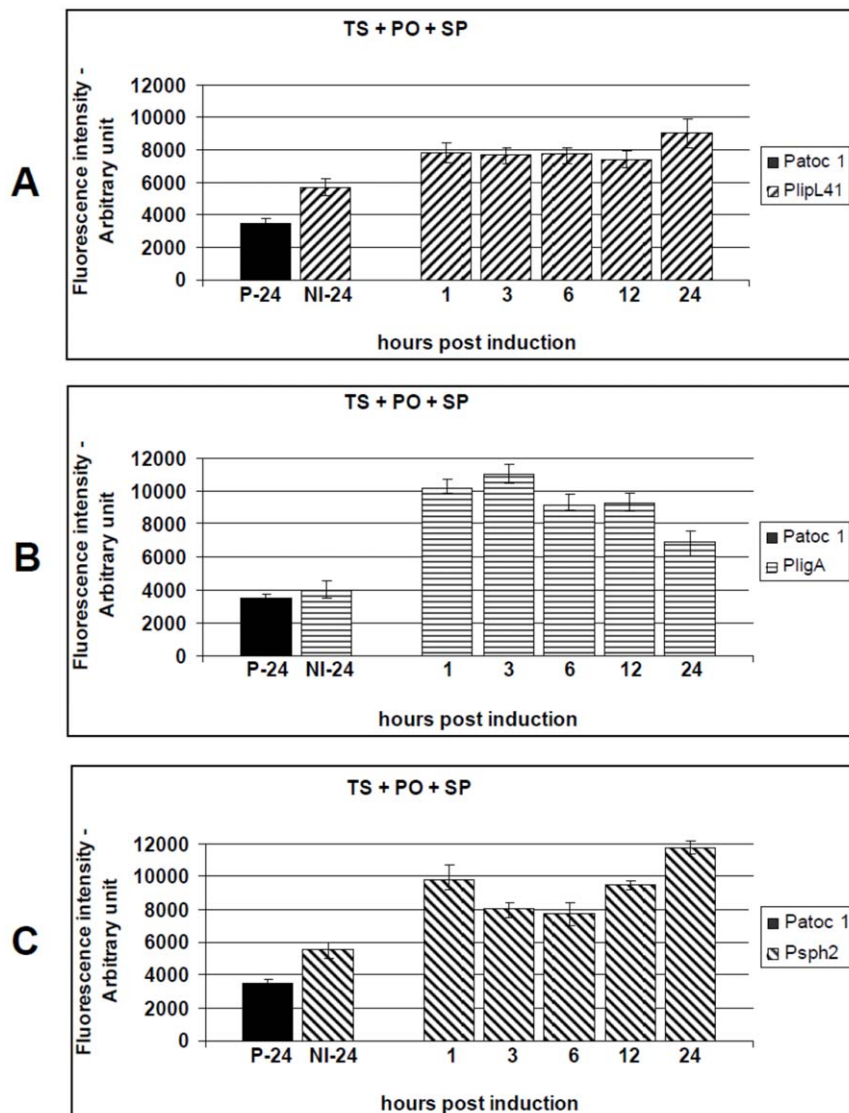 A
TS + PO + SP
Fluorescence intensity -
Arbitrary unit
12000
10000
8000
6000
4000
2000
0
P-24 NI-24 1 3 6 12 24
hours post induction
Patoc 1
PlipL41
B
TS + PO + SP
Fluorescence intensity -
Arbitrary unit
12000
10000
8000
6000
4000
2000
0
P-24 NI-24 1 3 6 12 24
hours post induction
Patoc 1
PligA
C
TS + PO + SP
Fluorescence intensity -
Arbitrary unit
12000
10000
8000
6000
4000
2000
0
P-24 NI-24 1 3 6 12 24
hours post induction
Patoc 1
Psph2